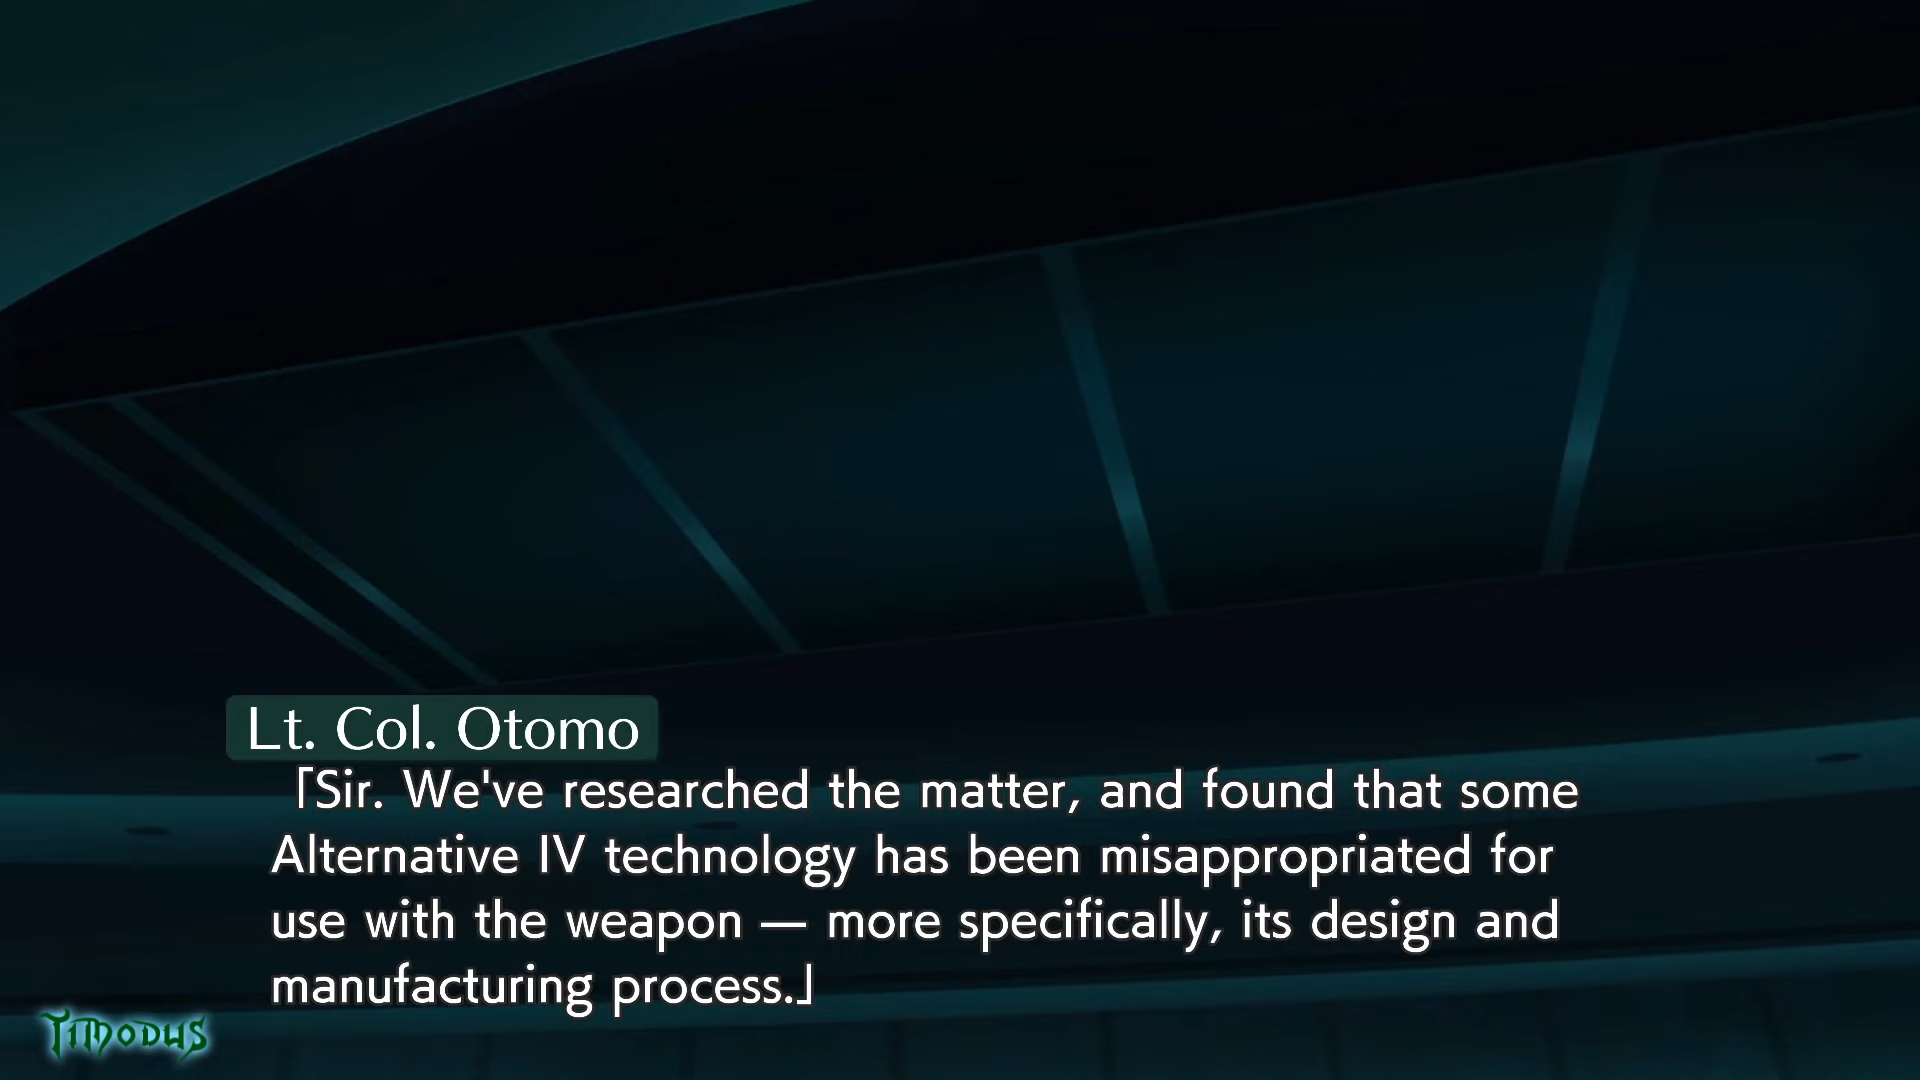 Lt. Col. Otomo
「Sir. We've researched the matter, and found that some
Alternative IV technology has been misappropriated for
use with the weapon — more specifically, its design and
manufacturing process.」
TIMODUS